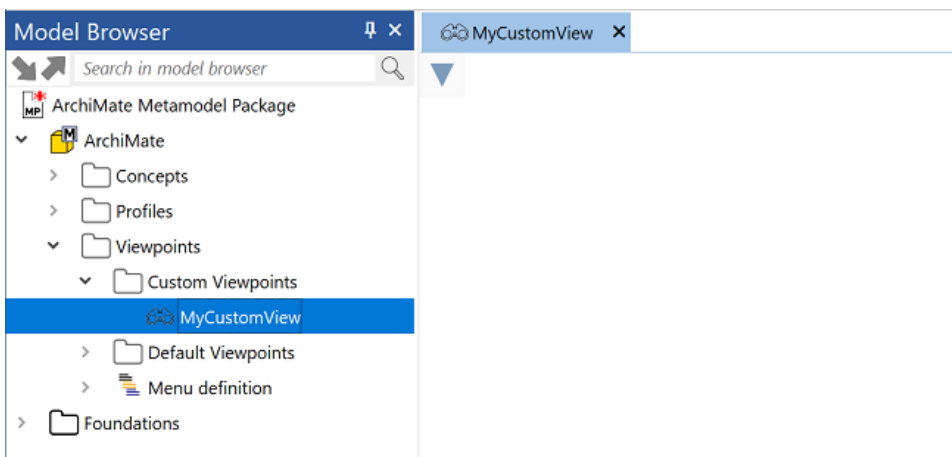 Model Browser
MyCustomView
Search in model browser
MP ArchiMate Metamodel Package
M ArchiMate
Concepts
Profiles
Viewpoints
Custom Viewpoints
MyCustomView
Default Viewpoints
Menu definition
Foundations